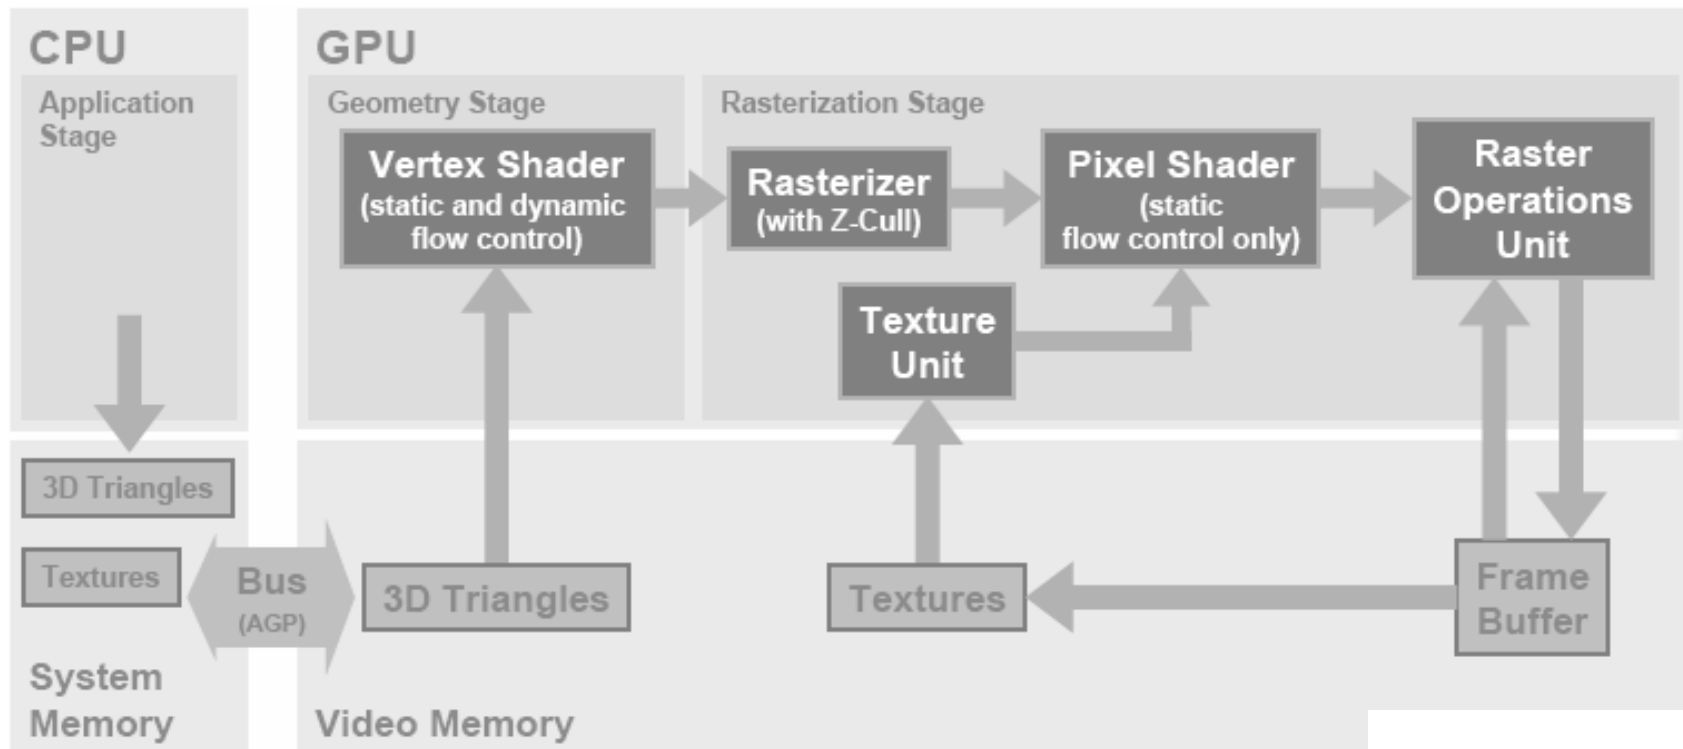 CPU
Application
Stage
GPU
Geometry Stage
Vertex Shader
(static and dynamic
flow control)
Rasterization Stage
Rasterizer
(with Z-Cull)
Pixel Shader
(static
flow control only)
Raster
Operations
Unit
Texture
Unit
3D Triangles
Textures
Bus
(AGP)
System
Memory
3D Triangles
Textures
Frame
Buffer
Video Memory